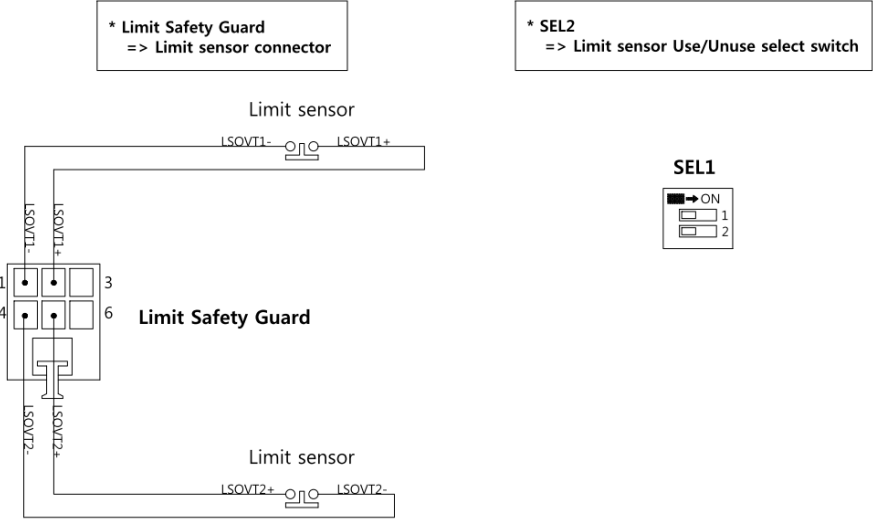 * Limit Safety Guard
=> Limit sensor connector
* SEL2
=> Limit sensor Use/Unuse select switch
Limit sensor
LSOVT1-
LSOVT1+
SEL1
ON
1
2
LSOVT1-
LSOVT1+
1
3
4
6
Limit Safety Guard
LSOVT2-
LSOVT2+
Limit sensor
LSOVT2+
LSOVT2-